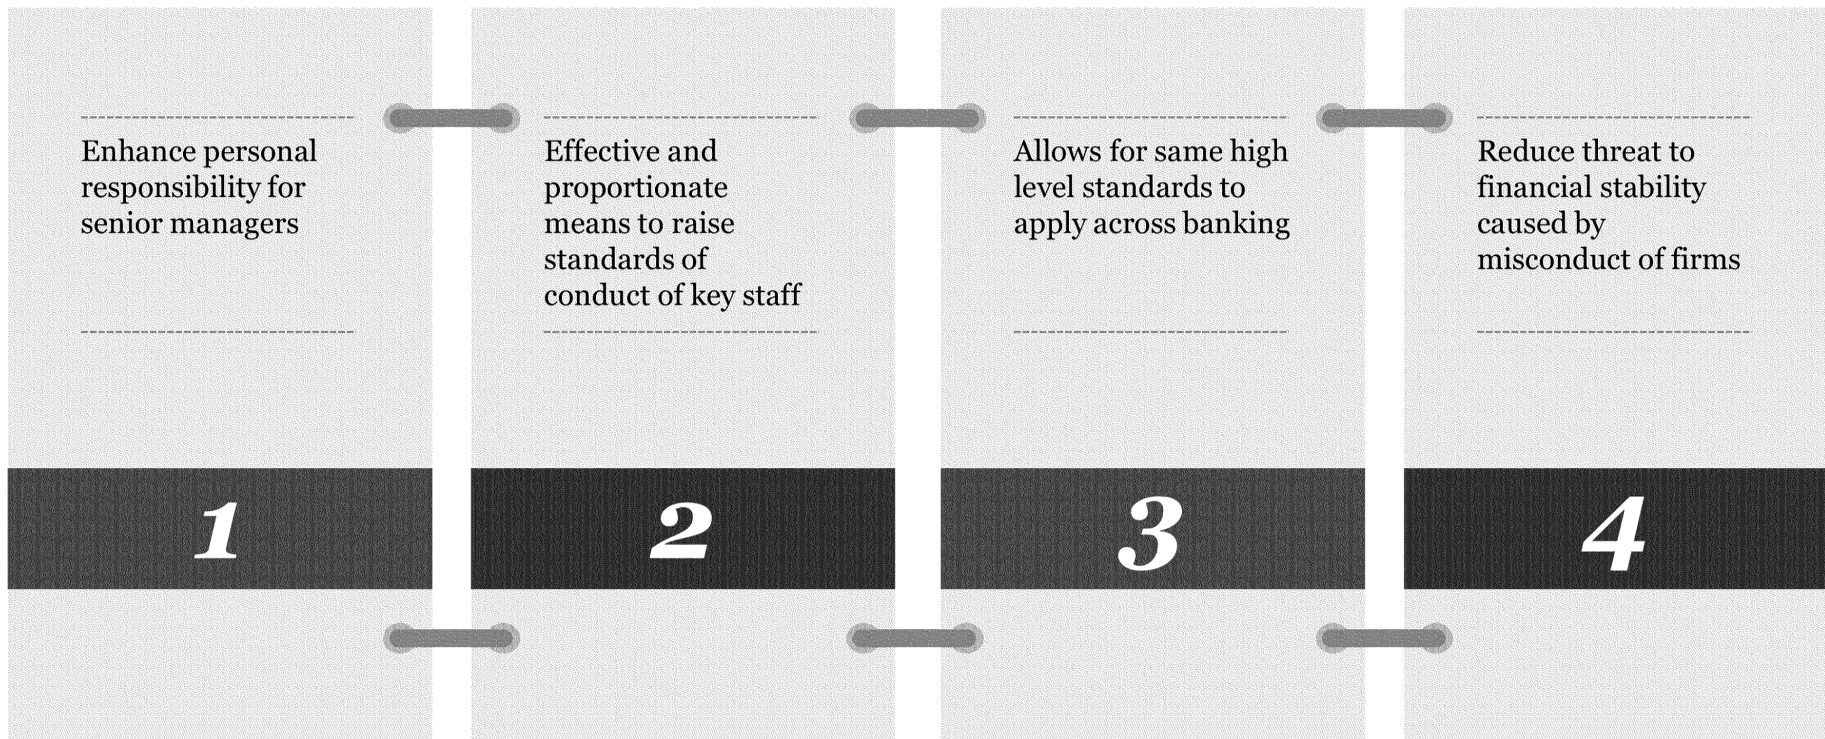 Enhance personal
responsibility for
senior managers
Effective and
proportionate
means to raise
standards of
conduct of key staff
Allows for same high
level standards to
apply across banking
Reduce threat to
financial stability
caused by
misconduct of firms
1
2
3
4